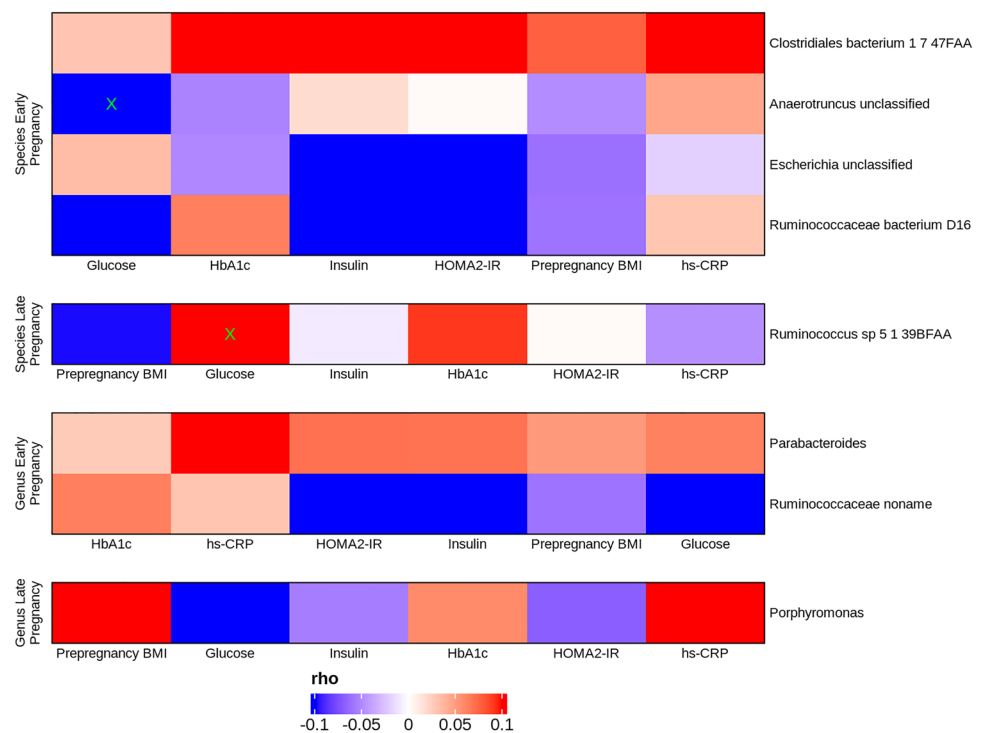 Species Early
Pregnancy
Clostridiales bacterium 1 7 47FAA
X
Anaerotruncus unclassified
Escherichia unclassified
Ruminococcaceae bacterium D16
Glucose HbA1c Insulin HOMA2-IR Prepregnancy BMI hs-CRP
Species Late
Pregnancy
X
Ruminococcus sp 5 1 39BFAA
Prepregnancy BMI Glucose Insulin HbA1c HOMA2-IR hs-CRP
Genus Early
Pregnancy
Parabacteroides
Ruminococcaceae noname
HbA1c hs-CRP HOMA2-IR Insulin Prepregnancy BMI Glucose
Genus Late
Pregnancy
Porphyromonas
Prepregnancy BMI Glucose Insulin HbA1c HOMA2-IR hs-CRP
rho
-0.1 -0.05 0 0.05 0.1